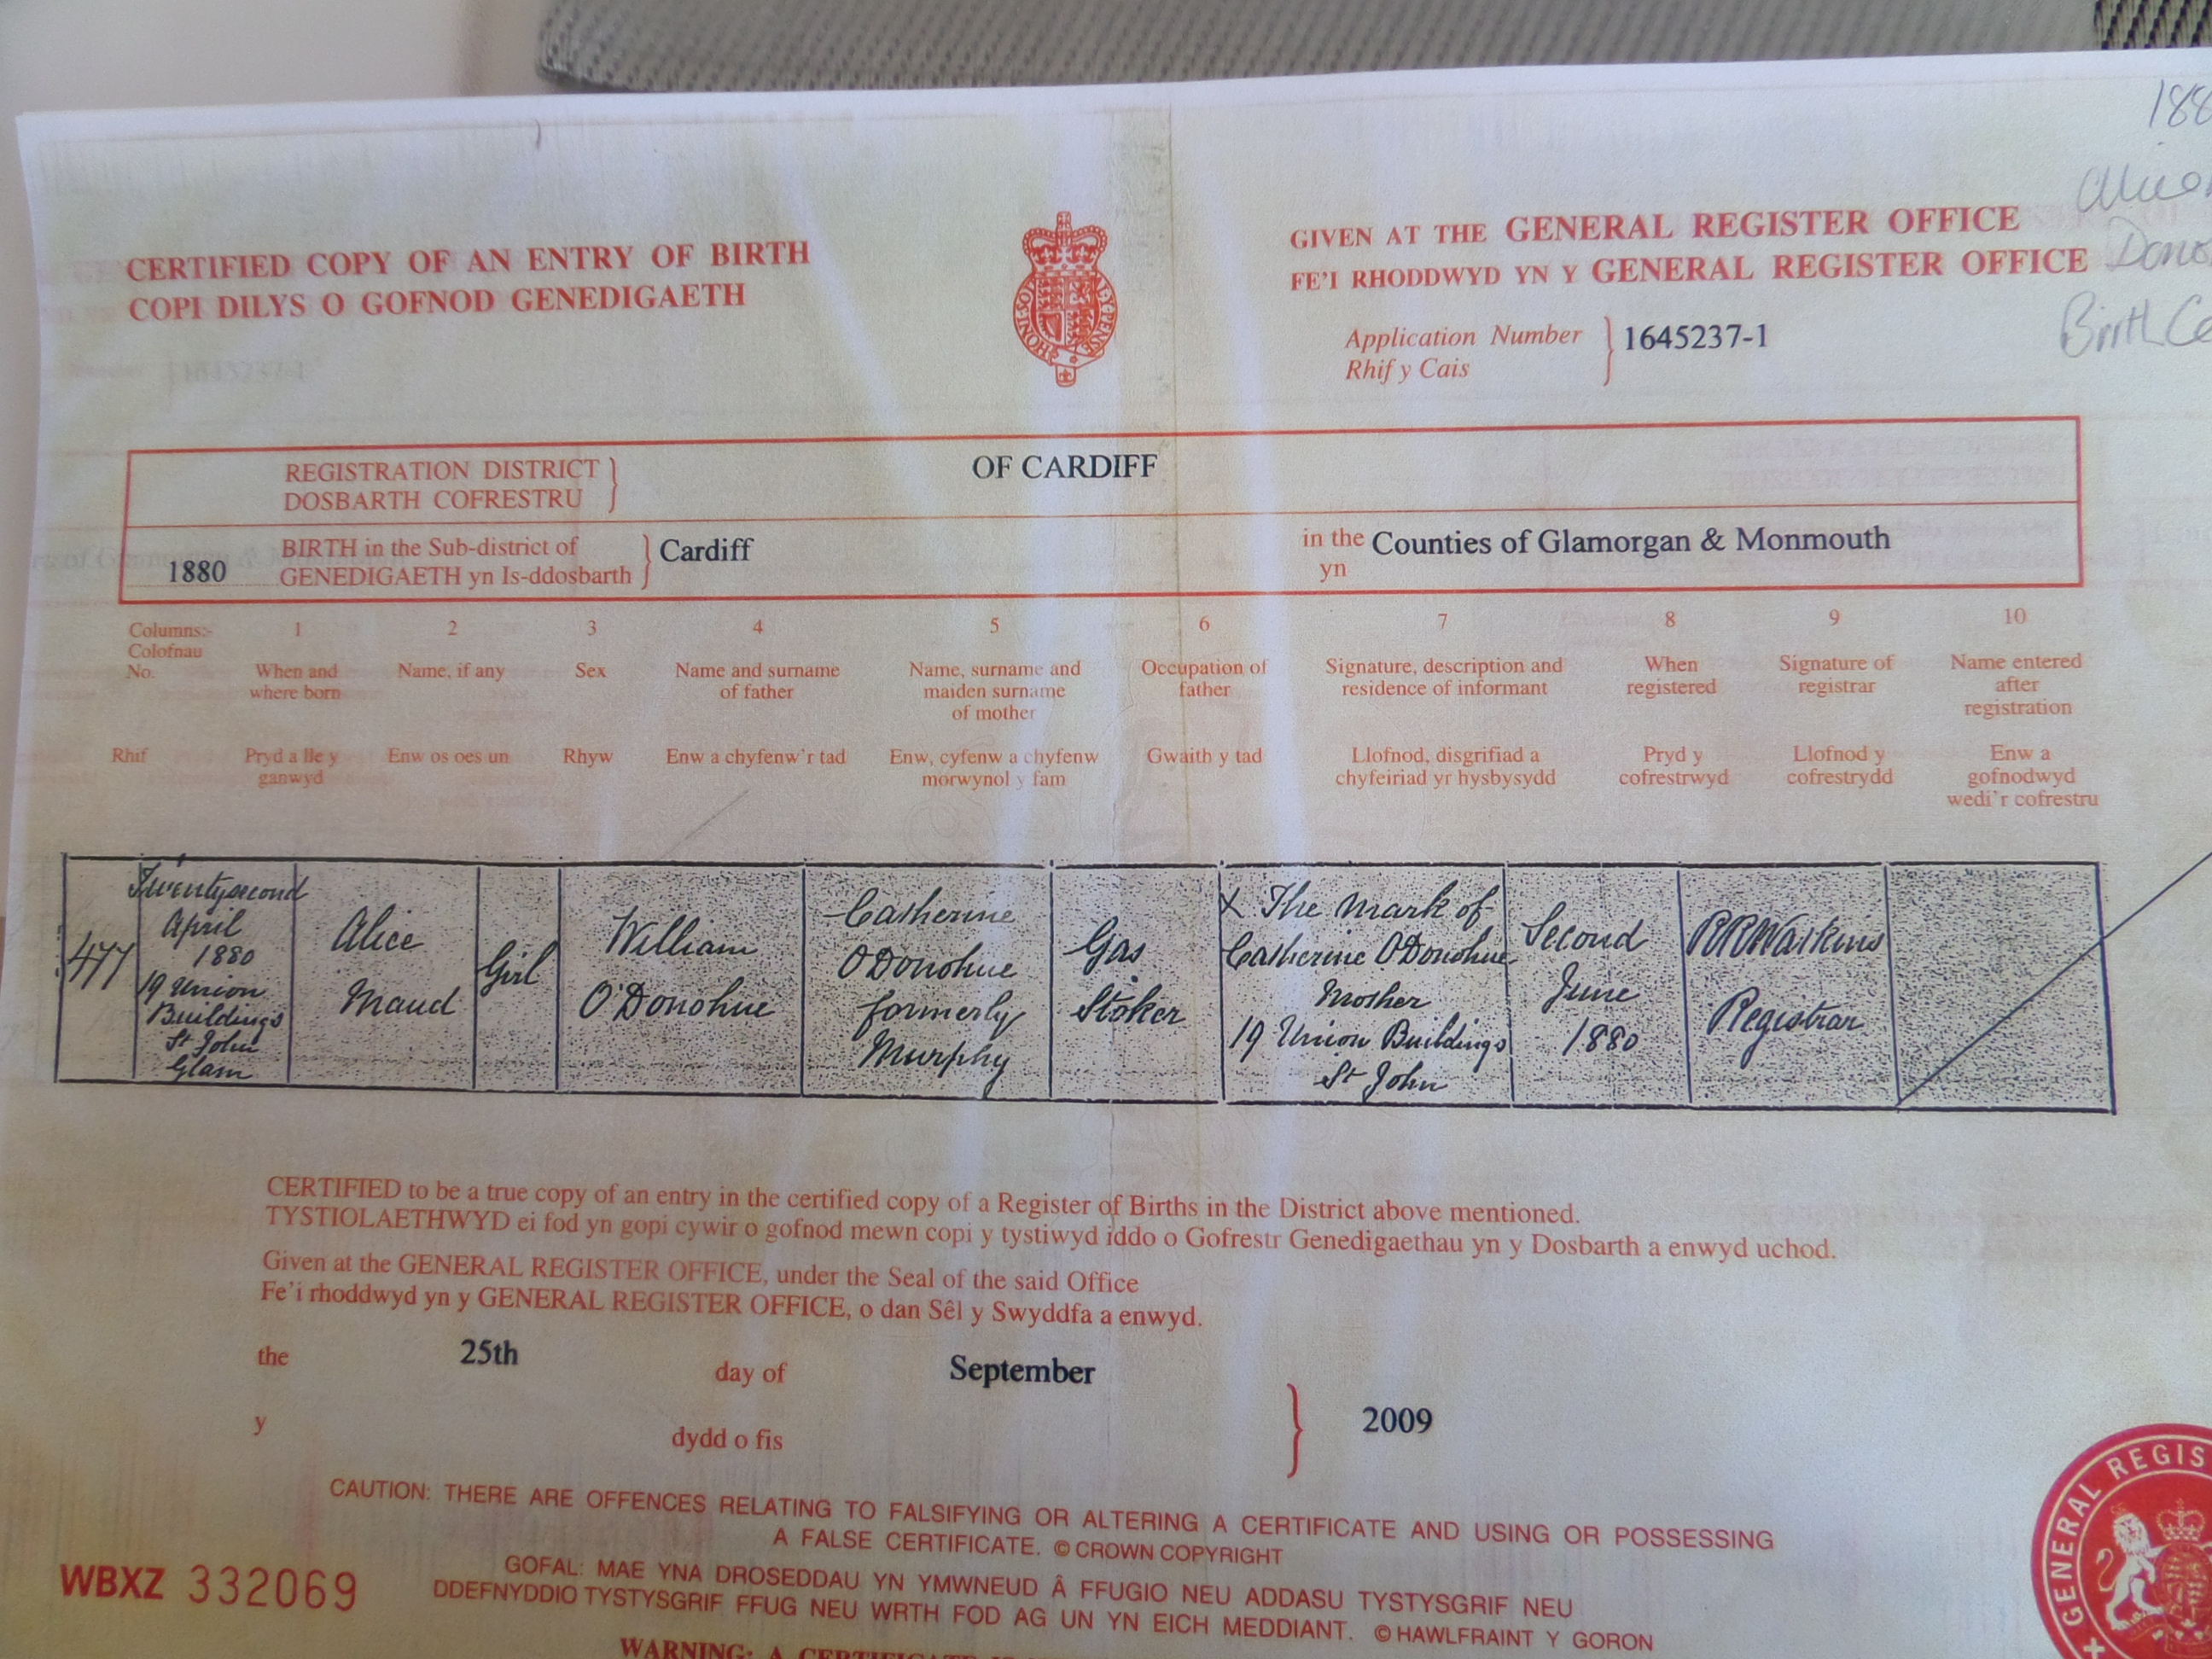 188
Alice
Dono
Birth Ce
CERTIFIED COPY OF AN ENTRY OF BIRTH
COPI DILYS O GOFNOD GENEDIGAETH
GIVEN AT THE GENERAL REGISTER OFFICE
FE'I RHODDWYD YN Y GENERAL REGISTER OFFICE
Application Number
Rhif y Cais
1645237-1
REGISTRATION DISTRICT
DOSBARTH COFRESTRU
OF CARDIFF
1880
BIRTH in the Sub-district of
GENEDIGAETH yn Is-ddosbarth
Cardiff
in the
yn
Counties of Glamorgan & Monmouth
Columns:-
Colofnau
No.
Rhif
1
When and
where born
Pryd a lle y
ganwyd
2
Name, if any
Enw os oes un
3
Sex
Rhyw
4
Name and surname
of father
Enw a chyfenw'r tad
5
Name, surname and
maiden surname
of mother
Enw, cyfenw a chyfenw
morwynol y fam
6
Occupation of
father
Gwaith y tad
7
Signature, description and
residence of informant
Llofnod, disgrifiad a
chyfeiriad yr hysbysydd
8
When
registered
Pryd y
cofrestrwyd
9
Signature of
registrar
Llofnod y
cofrestrydd
10
Name entered
after
registration
Enw a
gofnodwyd
wedi'r cofrestru
477
Twenty second
April
1880
19 Union
Buildings
St John
Glam
Alice
Maud
Girl
William
O'Donohue
Catherine
O'Donohue
formerly
Murphy
Gas
Stoker
X The mark of
Catherine O'Donohue
Mother
19 Union Buildings
St John
Second
June
1880
RR Watkins
Registrar
CERTIFIED to be a true copy of an entry in the certified copy of a Register of Births in the District above mentioned.
TYSTIOLAETHWYD ei fod yn gopi cywir o gofnod mewn copi y tystiwyd iddo o Gofrestr Genedigaethau yn y Dosbarth a enwyd uchod.
Given at the GENERAL REGISTER OFFICE, under the Seal of the said Office
Fe'i rhoddwyd yn y GENERAL REGISTER OFFICE, o dan Sêl y Swyddfa a enwyd.
the 25th day of September
y dydd o fis
2009
CAUTION: THERE ARE OFFENCES RELATING TO FALSIFYING OR ALTERING A CERTIFICATE AND USING OR POSSESSING
A FALSE CERTIFICATE. © CROWN COPYRIGHT
GOFAL: MAE YNA DROSEDDAU YN YMWNEUD Â FFUGIO NEU ADDASU TYSTYSGRIF NEU
DDEFNYDDIO TYSTYSGRIF FFUG NEU WRTH FOD AG UN YN EICH MEDDIANT. © HAWLFRAINT Y GORON
WBXZ 332069
WARNING: A CERTIFICATE IS
GENERAL REGIS